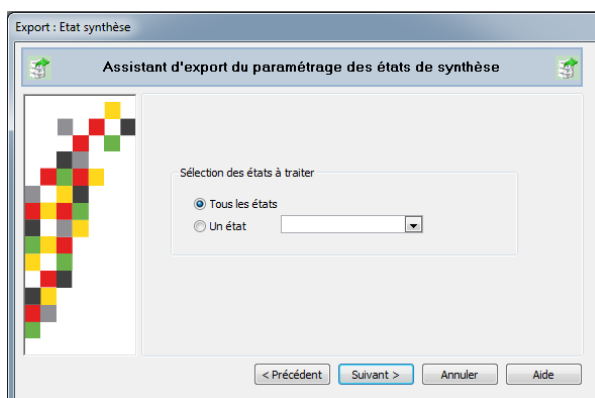 Export : Etat synthèse
Assistant d'export du paramétrage des états de synthèse
Sélection des états à traiter
Tous les états
Un état
< Précédent Suivant > Annuler Aide